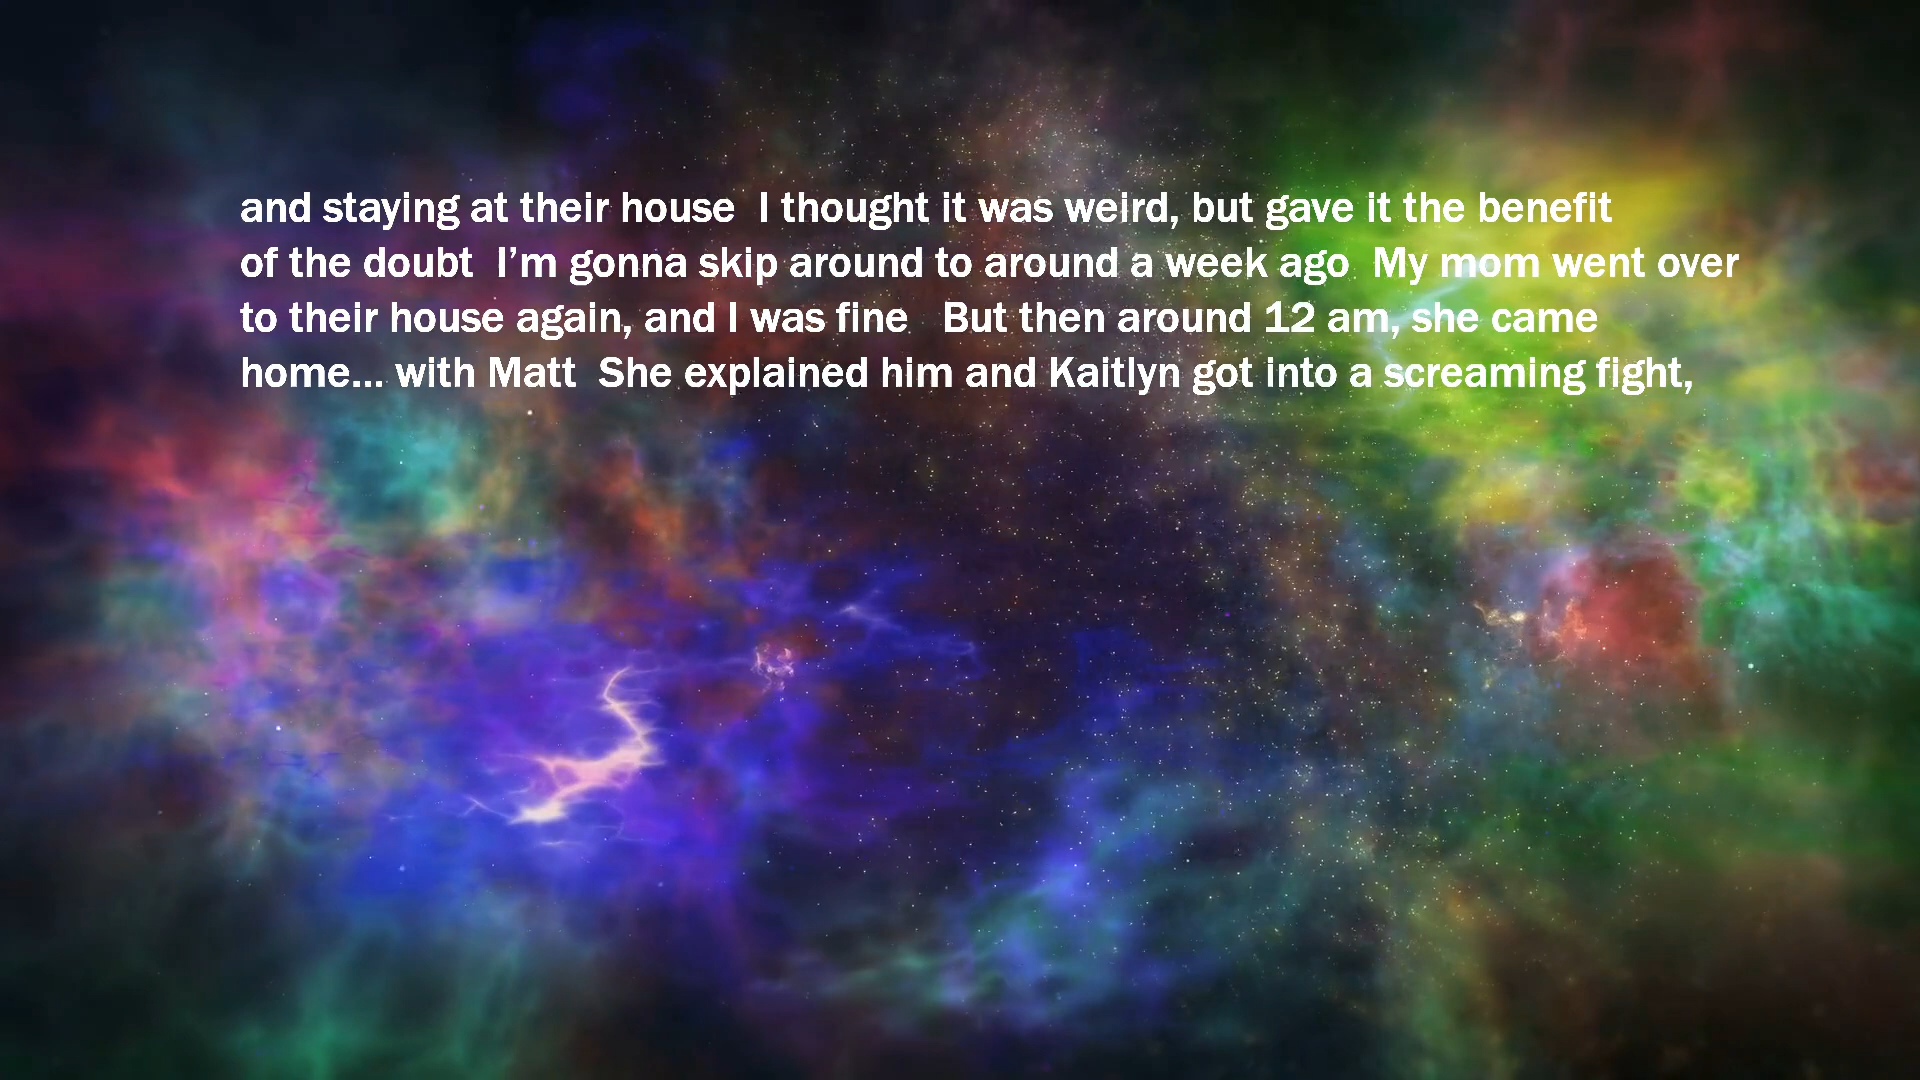 and staying at their house  I thought it was weird, but gave it the benefit
of the doubt  I’m gonna skip around to around a week ago  My mom went over
to their house again, and I was fine   But then around 12 am, she came
home... with Matt  She explained him and Kaitlyn got into a screaming fight,